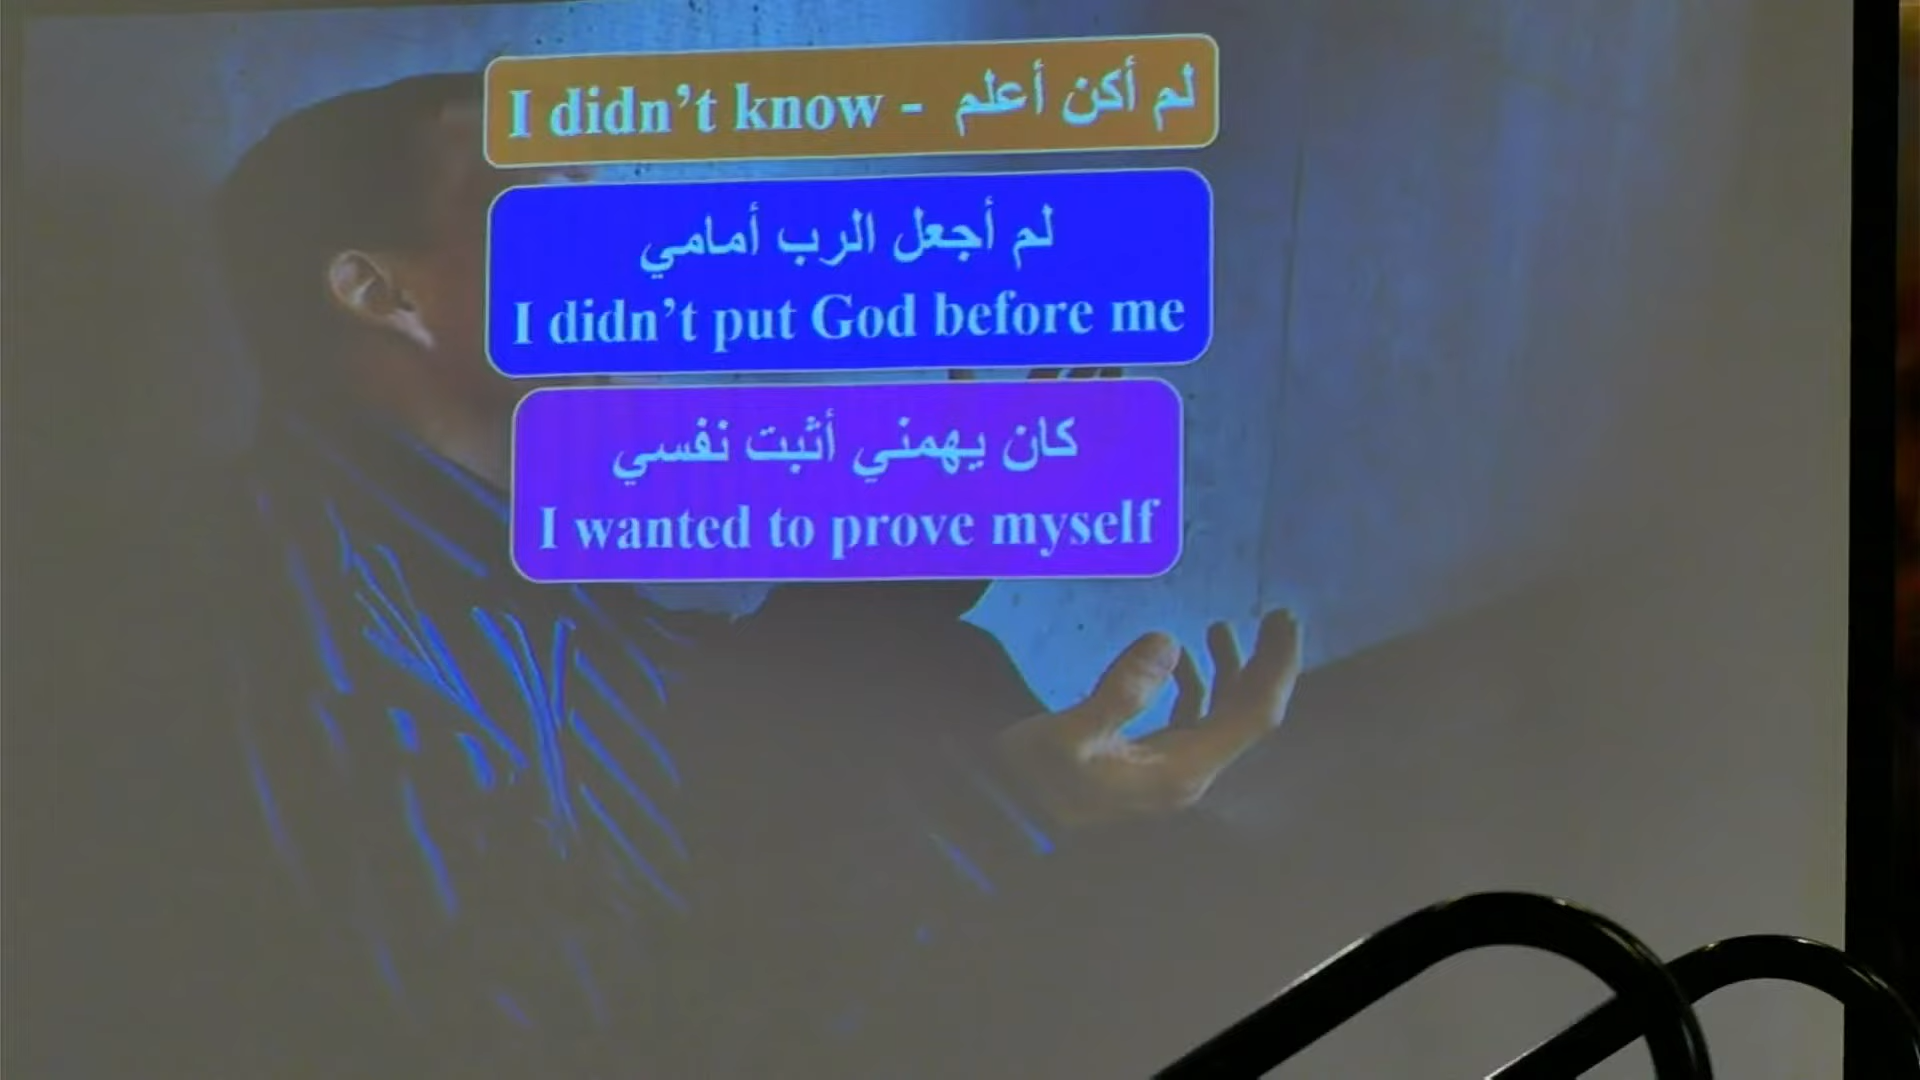 I didn’t know - لم أكن أعلم
لم أجعل الرب أمامي
I didn’t put God before me
كان يهمني أثبت نفسي
I wanted to prove myself